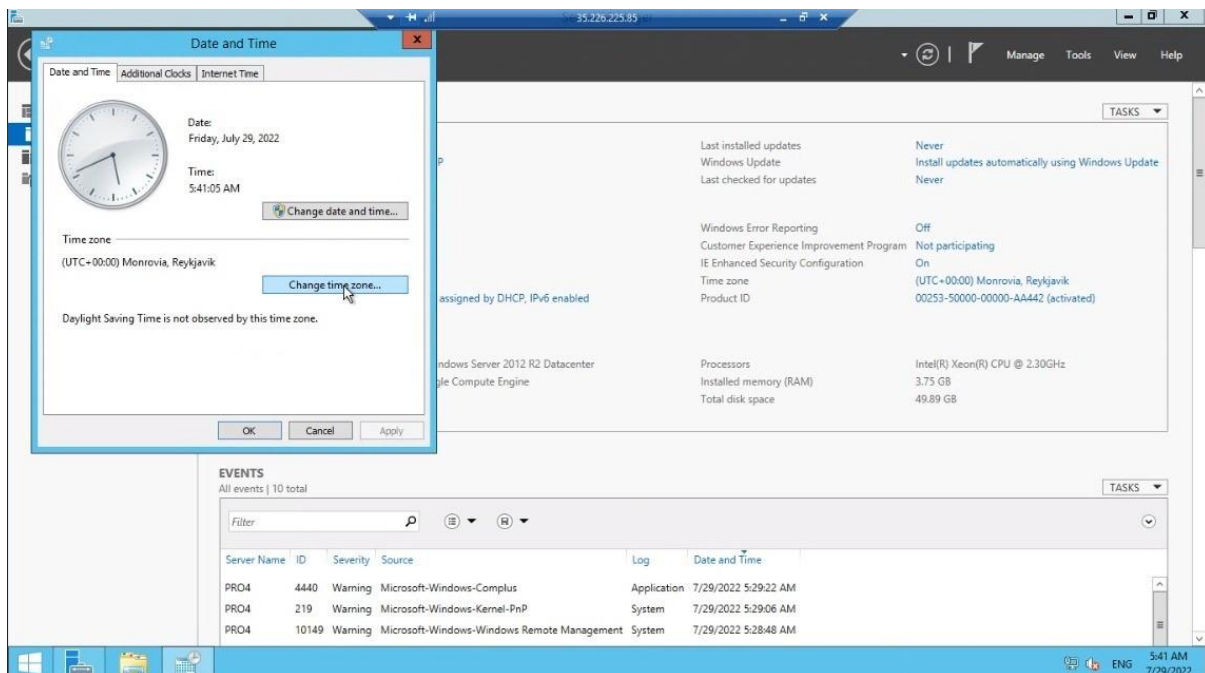 35.226.225.85
Manage Tools View Help
Date and Time
Date and Time Additional Clocks Internet Time
Date:
Friday, July 29, 2022
Time:
5:41:05 AM
Change date and time...
Time zone
(UTC+00:00) Monrovia, Reykjavik
Change time zone...
Daylight Saving Time is not observed by this time zone.
OK Cancel Apply
TASKS
Last installed updates Never
Windows Update Install updates automatically using Windows Update
Last checked for updates Never
Windows Error Reporting Off
Customer Experience Improvement Program Not participating
IE Enhanced Security Configuration On
Time zone (UTC+00:00) Monrovia, Reykjavik
assigned by DHCP, IPv6 enabled Product ID 00253-50000-00000-AA442 (activated)
ndows Server 2012 R2 Datacenter Processors Intel(R) Xeon(R) CPU @ 2.30GHz
gle Compute Engine Installed memory (RAM) 3.75 GB
Total disk space 49.89 GB
EVENTS
All events | 10 total
TASKS
Filter
Server Name ID Severity Source Log Date and Time
PRO4 4440 Warning Microsoft-Windows-Complus Application 7/29/2022 5:29:22 AM
PRO4 219 Warning Microsoft-Windows-Kernel-PnP System 7/29/2022 5:29:06 AM
PRO4 10149 Warning Microsoft-Windows-Windows Remote Management System 7/29/2022 5:28:48 AM
ENG 5:41 AM
7/29/2022